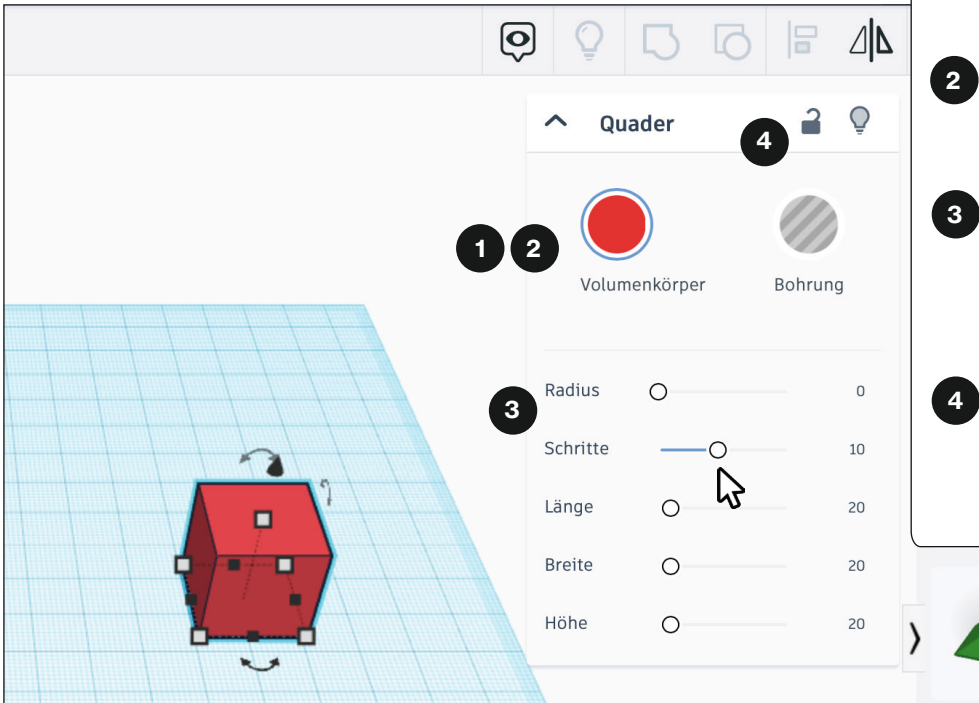 2
Quader
4
3
1 2
Volumenkörper Bohrung
Radius 0
3
4
Schritte 10
Länge 20
Breite 20
Höhe 20